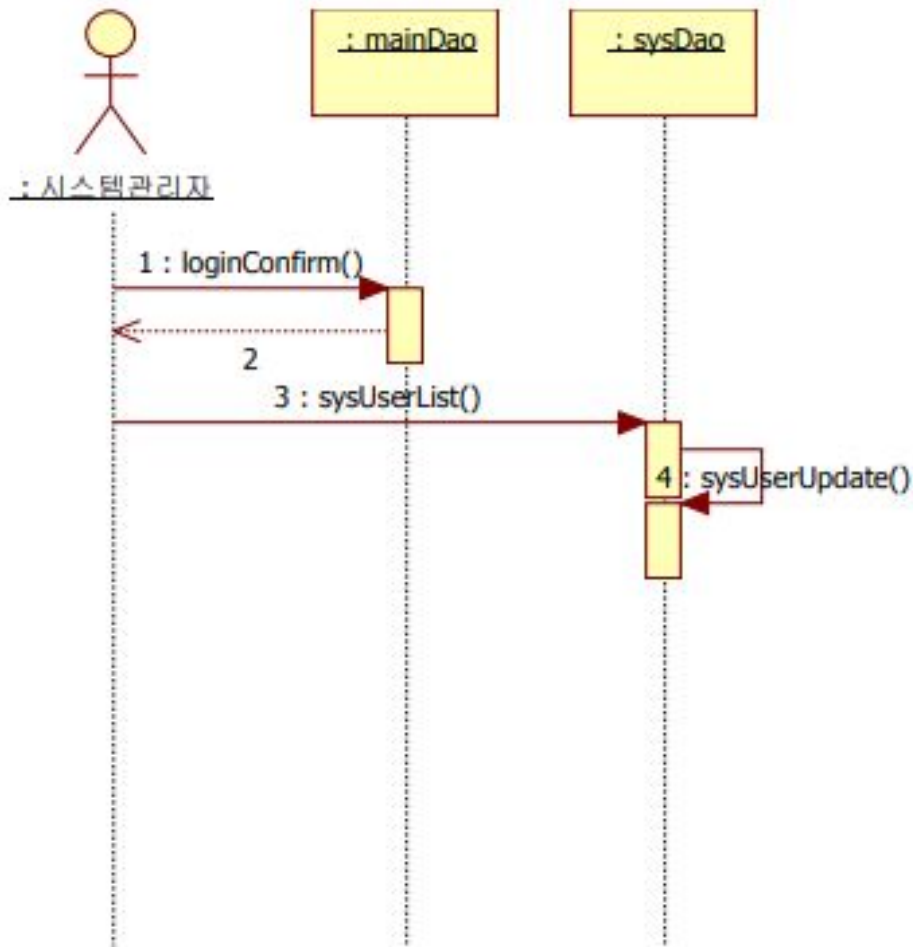 : mainDao
: sysDao
: 시스템관리자
1 : loginConfirm()
2
3 : sysUserList()
4 : sysUserUpdate()